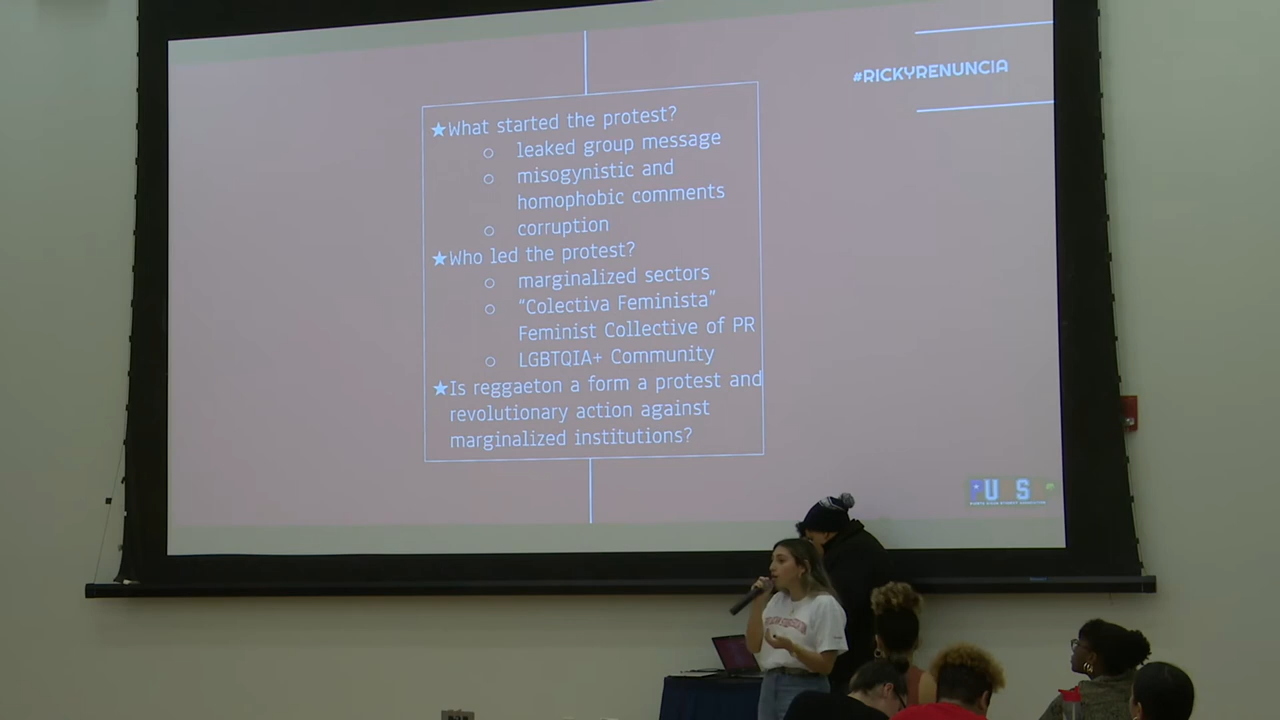 #RICKYRENUNCIA
★What started the protest?
○ leaked group message
○ misogynistic and
homophobic comments
○ corruption
★Who led the protest?
○ marginalized sectors
○ “Colectiva Feminista”
Feminist Collective of PR
○ LGBTQIA+ Community
★Is reggaeton a form a protest and
revolutionary action against
marginalized institutions?